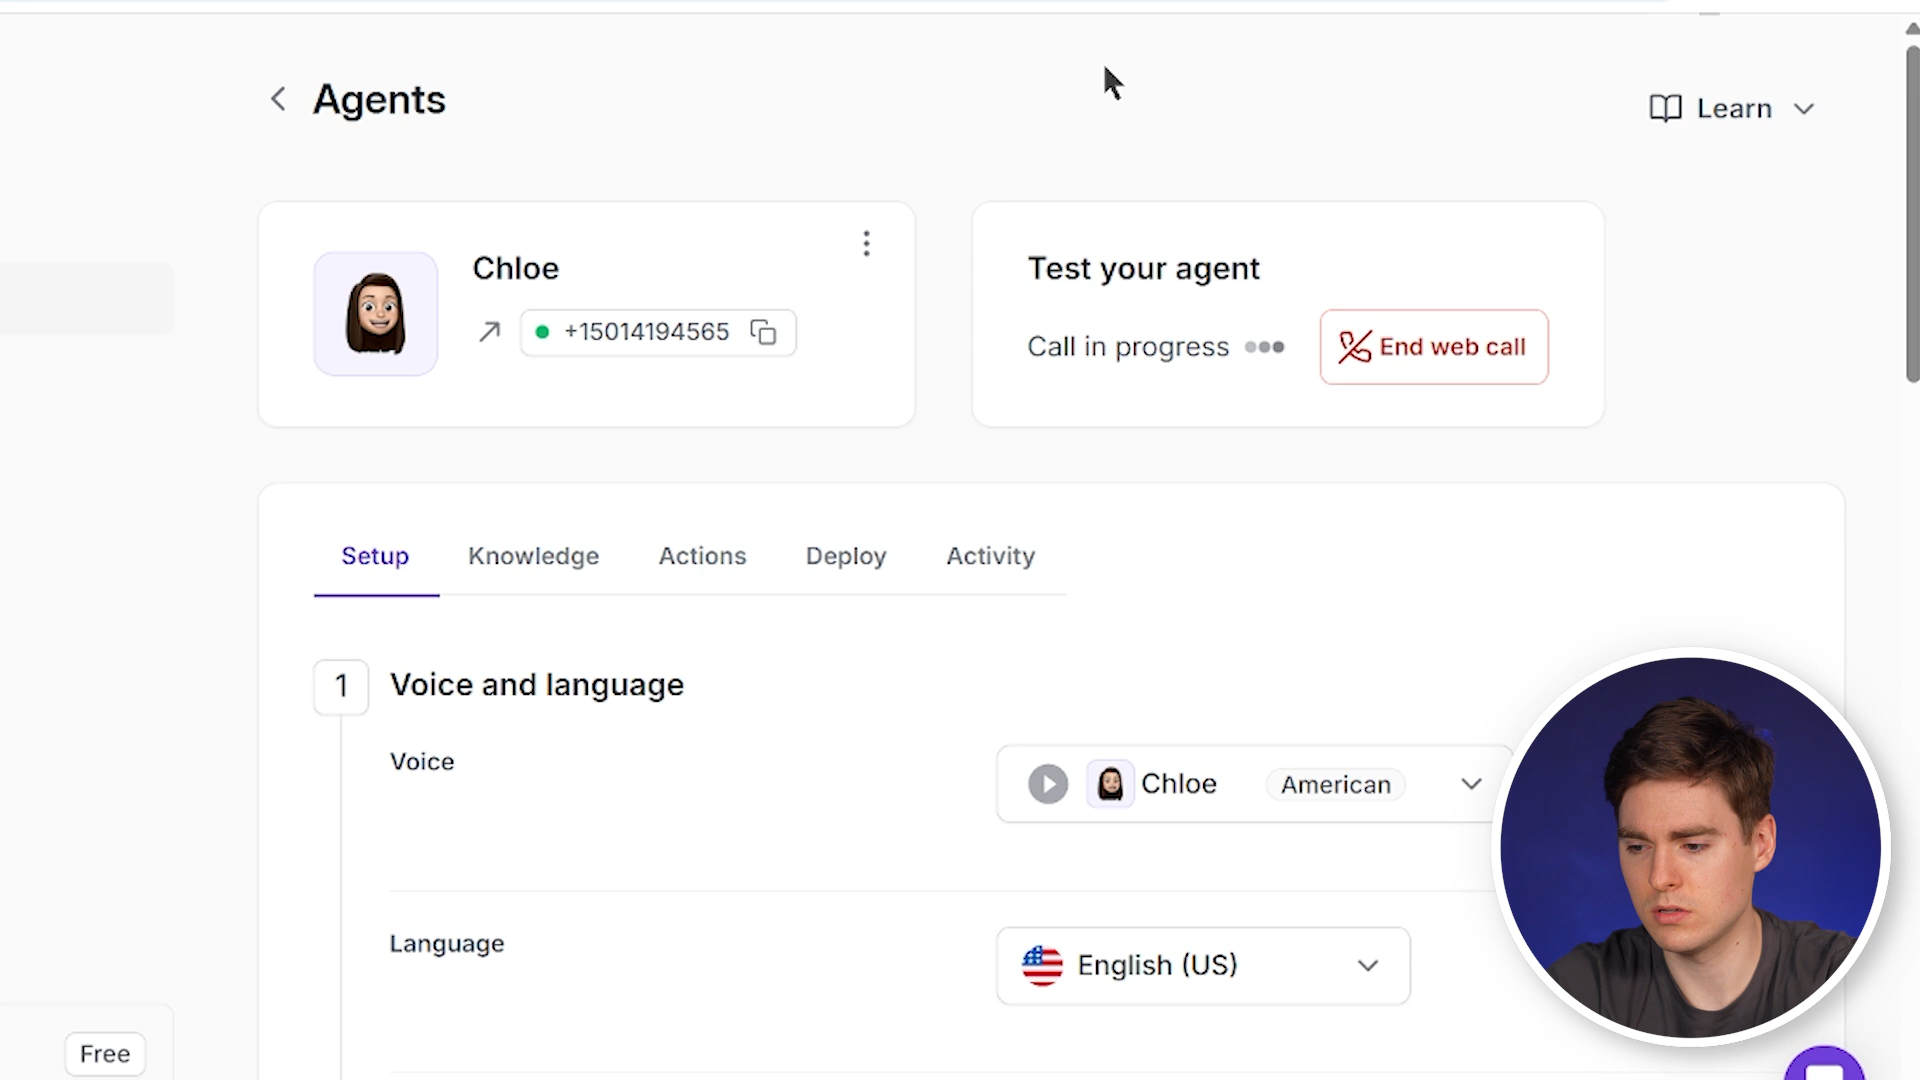 Agents
Learn
Chloe
+15014194565
Test your agent
Call in progress
End web call
Setup Knowledge Actions Deploy Activity
1 Voice and language
Voice
Chloe American
Language
English (US)
Free